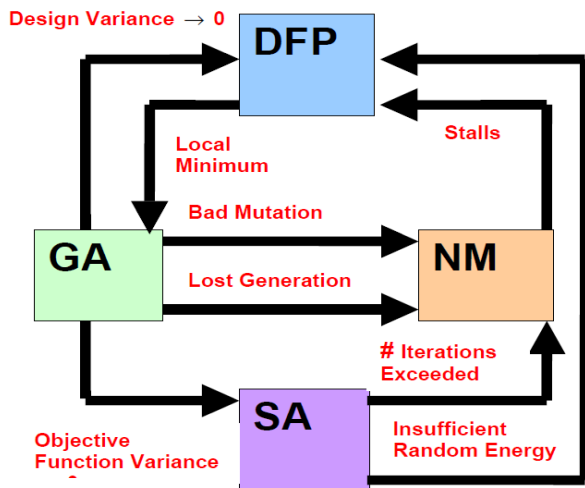 Design Variance → 0
DFP
Local
Minimum
Stalls
Bad Mutation
GA
NM
Lost Generation
# Iterations
Exceeded
SA
Insufficient
Random Energy
Objective
Function Variance